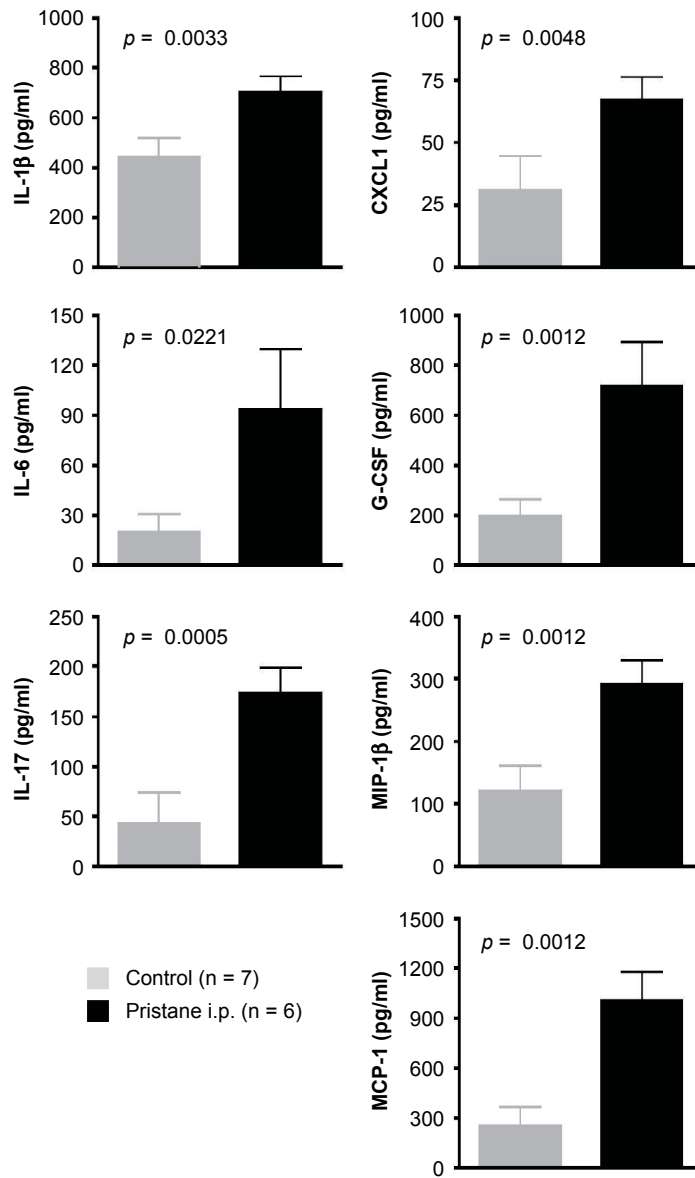 IL-1β (pg/ml)
1000
800
600
400
200
0
p = 0.0033
CXCL1 (pg/ml)
100
75
50
25
0
p = 0.0048
IL-6 (pg/ml)
150
120
90
60
30
0
p = 0.0221
G-CSF (pg/ml)
1000
800
600
400
200
0
p = 0.0012
IL-17 (pg/ml)
250
200
150
100
50
0
p = 0.0005
MIP-1β (pg/ml)
400
300
200
100
0
p = 0.0012
Control (n = 7)
Pristane i.p. (n = 6)
MCP-1 (pg/ml)
1500
1200
900
600
300
0
p = 0.0012